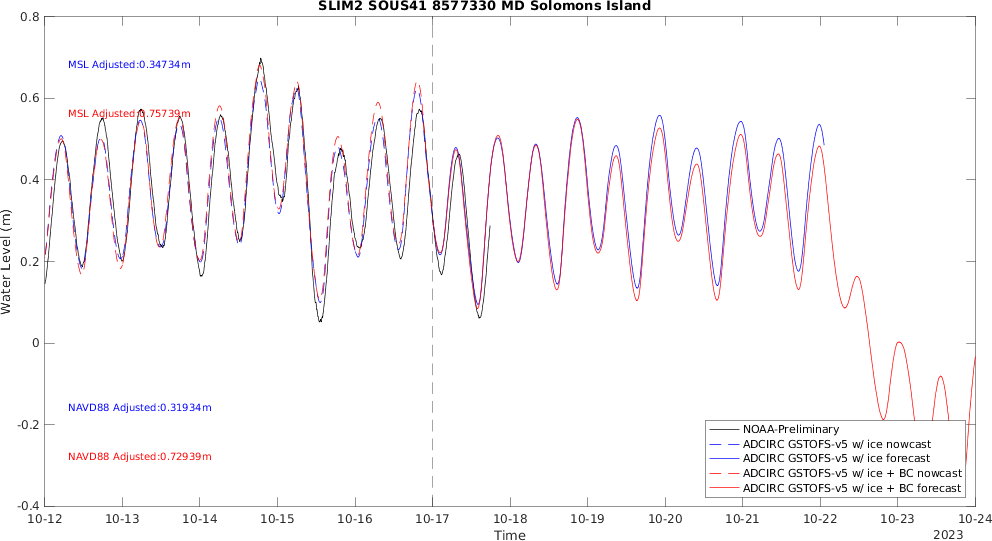 SLIM2 SOUS41 8577330 MD Solomons Island
0.8
0.6
0.4
0.2
0
-0.2
-0.4
Water Level (m)
MSL Adjusted:0.34734m
MSL Adjusted:0.75739m
NAVD88 Adjusted:0.31934m
NAVD88 Adjusted:0.72939m
NOAA-Preliminary
ADCIRC GSTOFS-v5 w/ ice nowcast
ADCIRC GSTOFS-v5 w/ ice forecast
ADCIRC GSTOFS-v5 w/ ice + BC nowcast
ADCIRC GSTOFS-v5 w/ ice + BC forecast
10-12 10-13 10-14 10-15 10-16 10-17 10-18 10-19 10-20 10-21 10-22 10-23 10-24
Time
2023